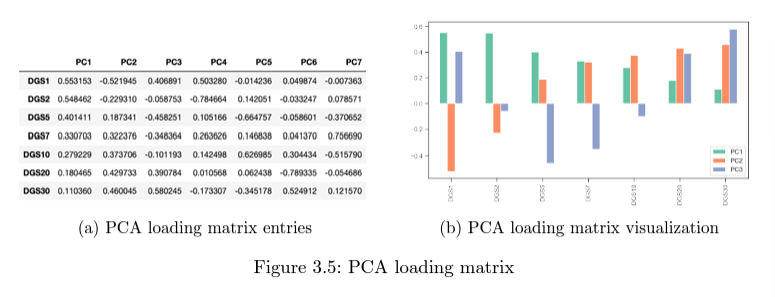 PC1 PC2 PC3 PC4 PC5 PC6 PC7
DGS1 0.553153 -0.521945 0.406891 0.503280 -0.014236 0.049874 -0.007363
DGS2 0.548462 -0.229310 -0.058753 -0.784664 0.142051 -0.033247 0.078571
DGS5 0.401411 0.187341 -0.458251 0.105166 -0.664757 -0.058601 -0.370652
DGS7 0.330703 0.322376 -0.348364 0.263626 0.146838 0.041370 0.756690
DGS10 0.279229 0.373706 -0.101193 0.142498 0.626985 0.304434 -0.515790
DGS20 0.180465 0.429733 0.390784 0.010568 0.062438 -0.789335 -0.054686
DGS30 0.110360 0.460045 0.580245 -0.173307 -0.345178 0.524912 0.121570
(a) PCA loading matrix entries
0.6
0.4
0.2
0.0
-0.2
-0.4
PC1
PC2
PC3
DGS1 DGS2 DGS5 DGS7 DGS10 DGS20 DGS30
(b) PCA loading matrix visualization
Figure 3.5: PCA loading matrix